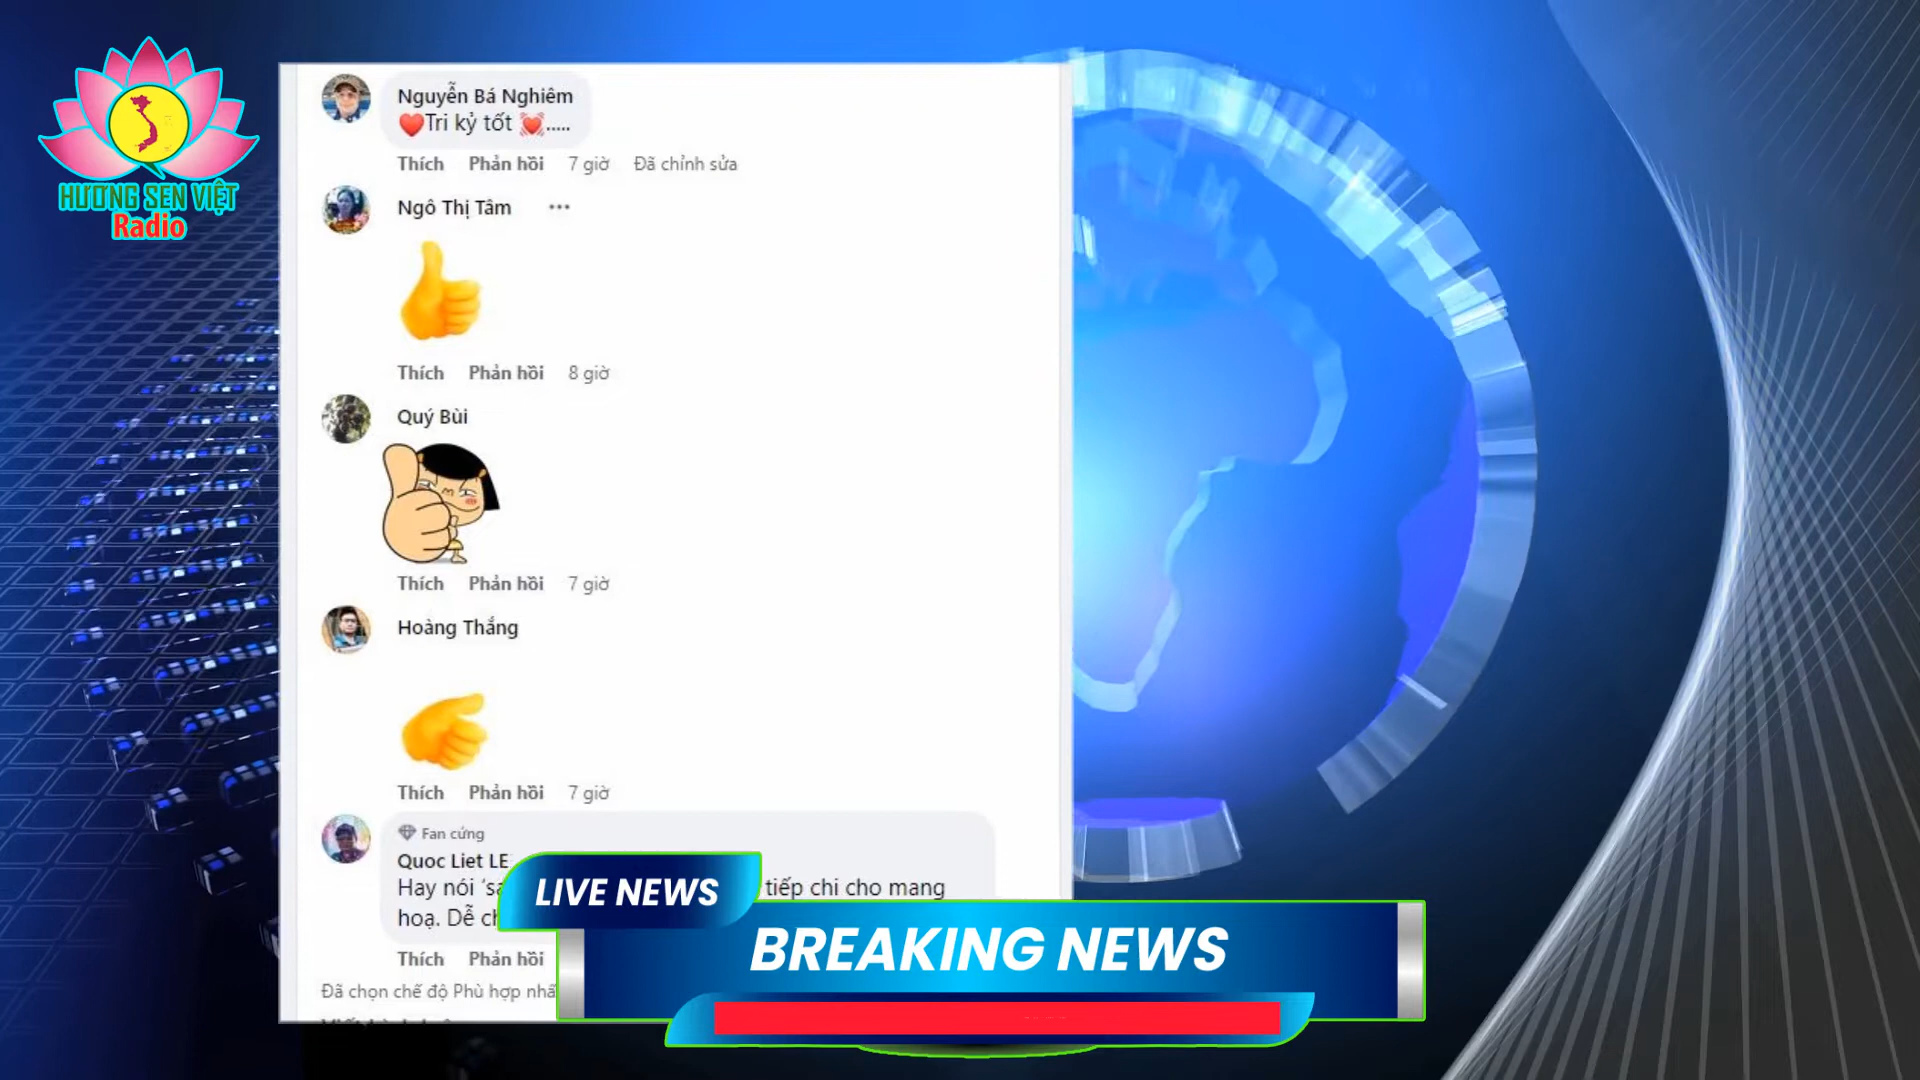 HƯƠNG SEN VIỆT
Radio
Nguyễn Bá Nghiêm
❤️Tri kỷ tốt 💓.....
Thích Phản hồi 7 giờ Đã chỉnh sửa
Ngô Thị Tâm ...
Thích Phản hồi 8 giờ
Quý Bùi
Thích Phản hồi 7 giờ
Hoàng Thắng
Thích Phản hồi 7 giờ
Fan cứng
Quoc Liet LE
Hay nói tiếp chi cho mang
hoạ. Dễ
Thích Phản hồi
Đã chọn chế độ Phù hợp
LIVE NEWS
BREAKING NEWS